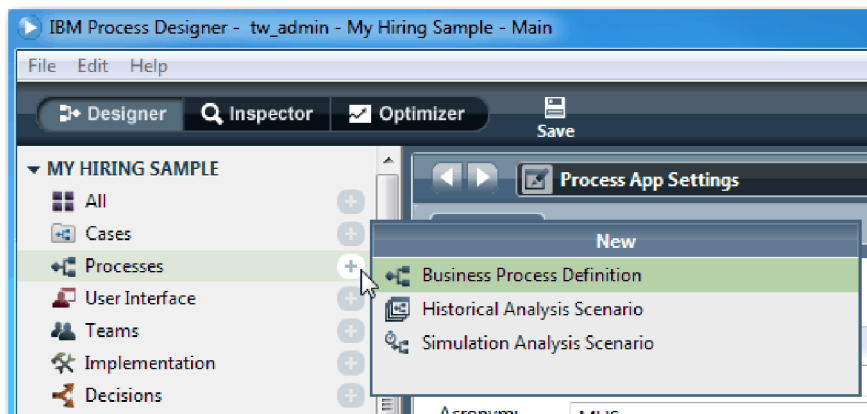 IBM Process Designer - tw_admin - My Hiring Sample - Main
File Edit Help
Designer Inspector Optimizer
Save
MY HIRING SAMPLE
Process App Settings
All
Cases
New
Processes
Business Process Definition
User Interface
Historical Analysis Scenario
Teams
Simulation Analysis Scenario
Implementation
Decisions